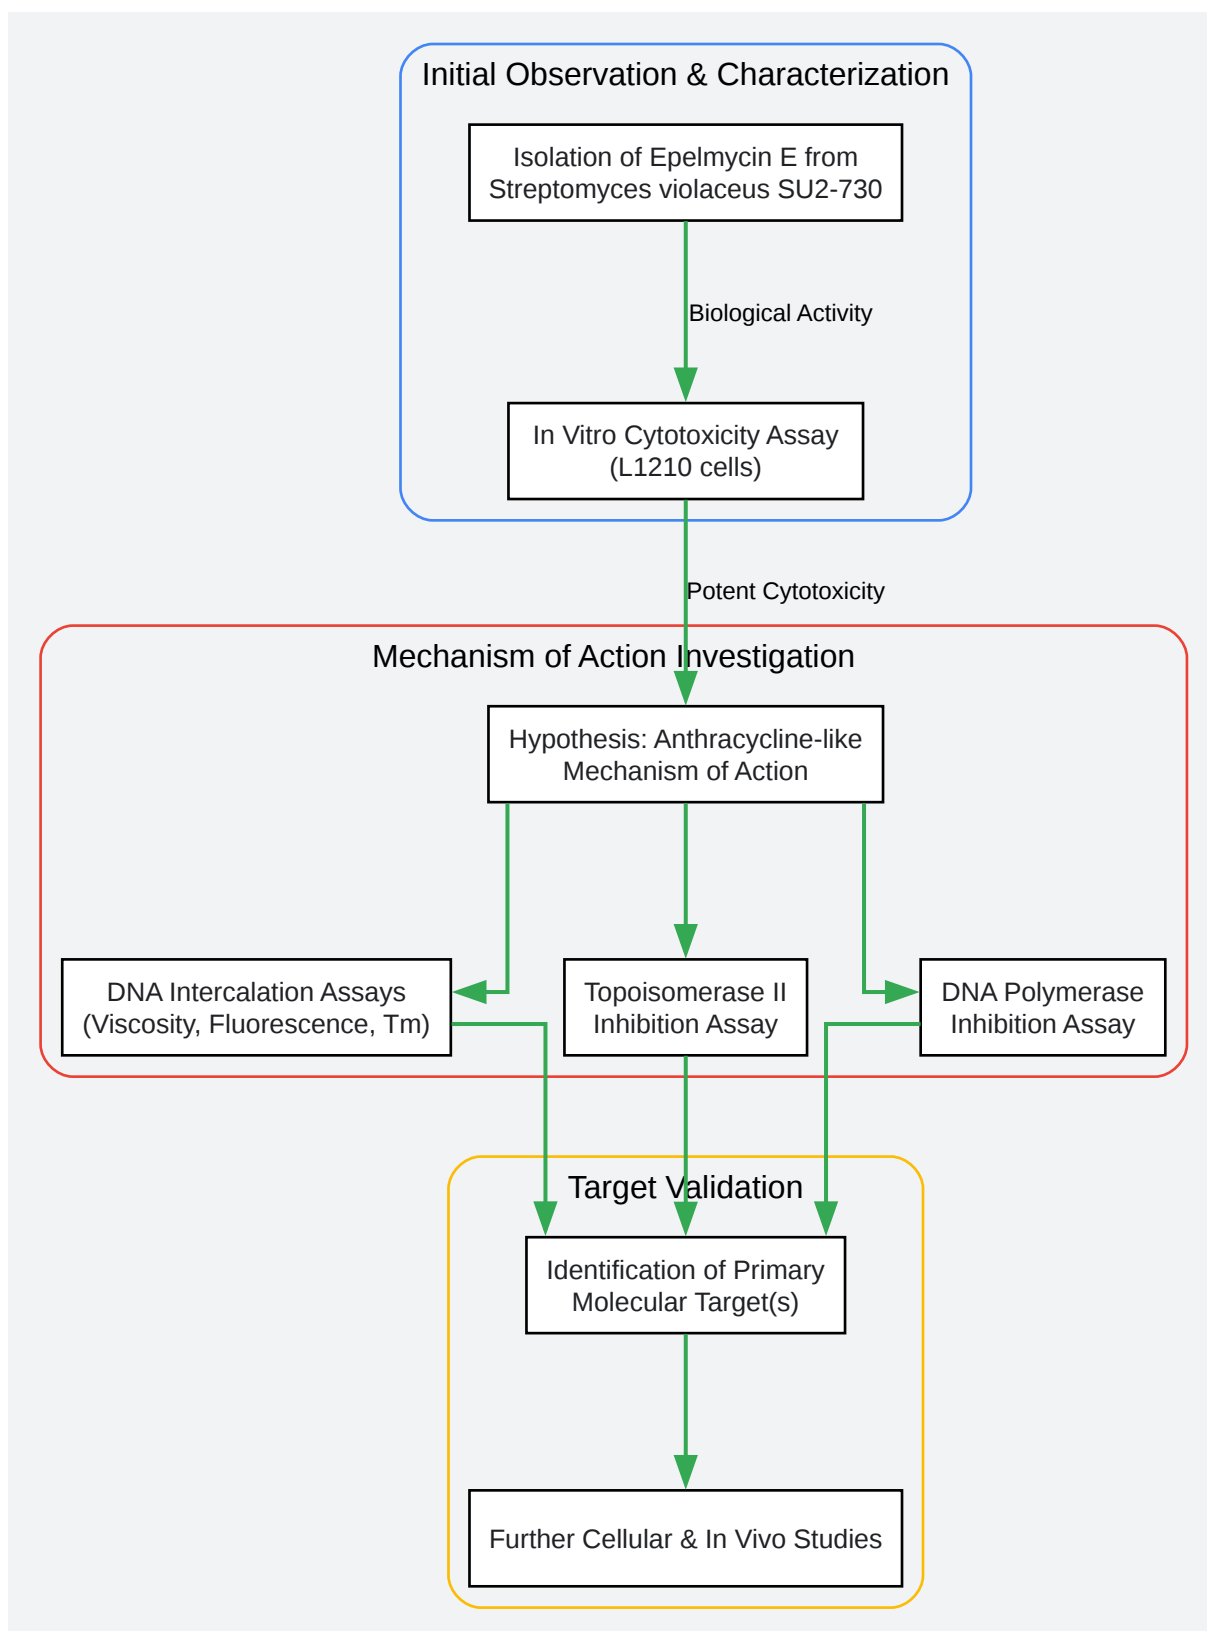 Initial Observation & Characterization
Isolation of Epelmycin E from
Streptomyces violaceus SU2-730
Biological Activity
In Vitro Cytotoxicity Assay
(L1210 cells)
Potent Cytotoxicity
Mechanism of Action Investigation
Hypothesis: Anthracycline-like
Mechanism of Action
DNA Intercalation Assays
(Viscosity, Fluorescence, Tm)
Topoisomerase II
Inhibition Assay
DNA Polymerase
Inhibition Assay
Target Validation
Identification of Primary
Molecular Target(s)
Further Cellular & In Vivo Studies